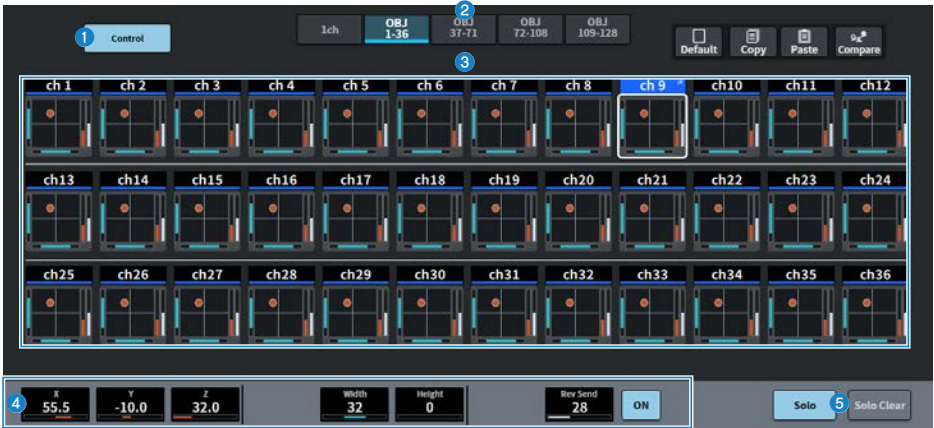 1
Control
1ch
OBJ
1-36
2
OBJ
37-71
OBJ
72-108
OBJ
109-128
Default
Copy
Paste
Compare
3
ch 1
ch 2
ch 3
ch 4
ch 5
ch 6
ch 7
ch 8
ch 9
ch10
ch11
ch12
ch13
ch14
ch15
ch16
ch17
ch18
ch19
ch20
ch21
ch22
ch23
ch24
ch25
ch26
ch27
ch28
ch29
ch30
ch31
ch32
ch33
ch34
ch35
ch36
4
X
55.5
Y
-10.0
Z
32.0
Width
32
Height
0
Rev Send
28
ON
Solo
5
Solo Clear